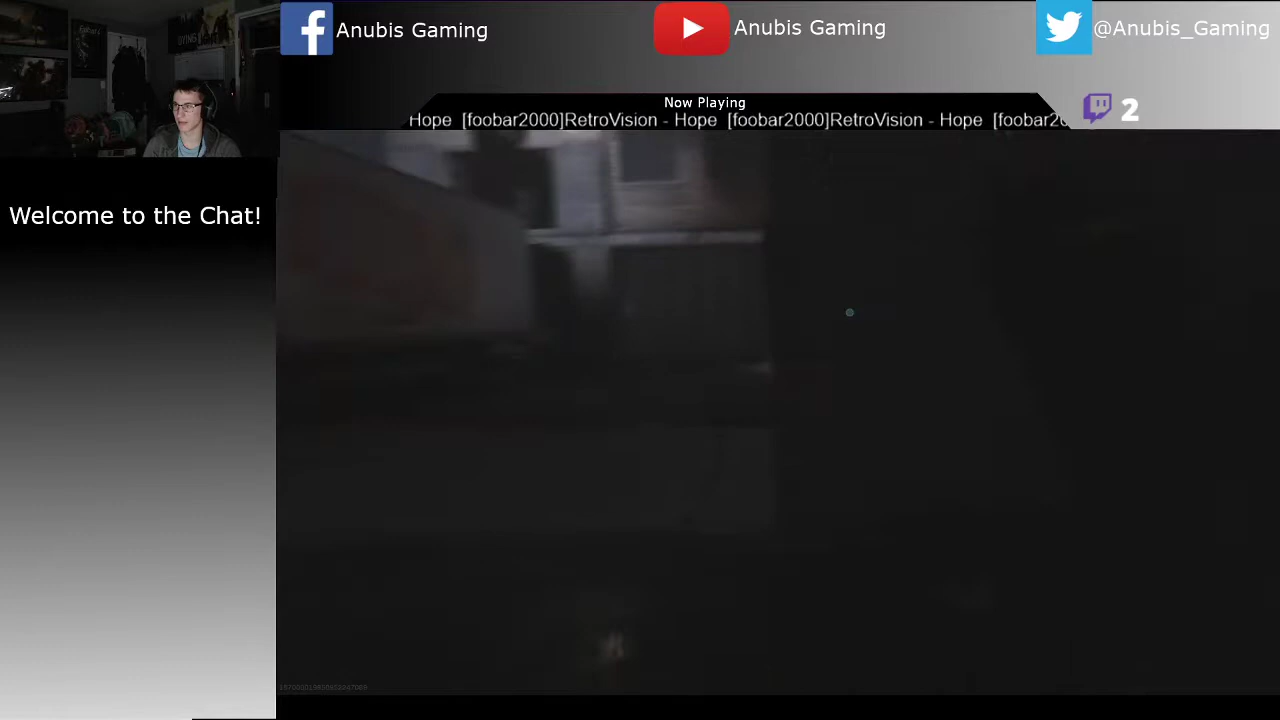 Anubis Gaming
Anubis Gaming
@Anubis_Gaming
Now Playing
Hope [foobar2000]RetroVision - Hope [foobar2000]RetroVision - Hope [foobar20
2
Welcome to the Chat!